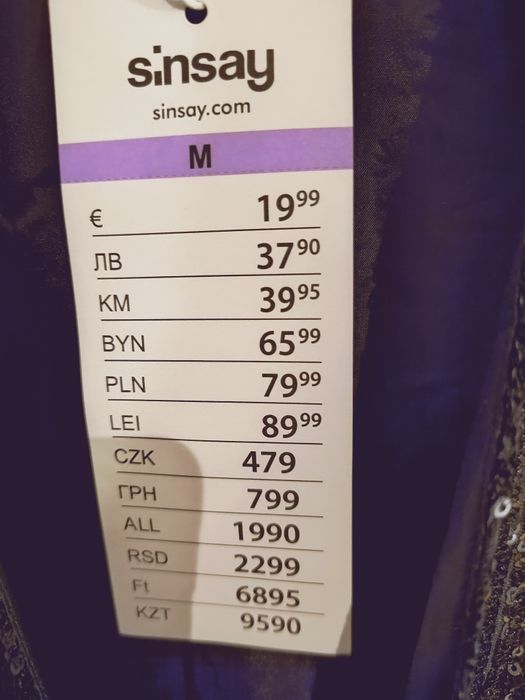 sinsay
sinsay.com
M
€ 19⁹⁹
ЛВ 37⁹⁰
KM 39⁹⁵
BYN 65⁹⁹
PLN 79⁹⁹
LEI 89⁹⁹
CZK 479
ГРН 799
ALL 1990
RSD 2299
Ft 6895
KZT 9590